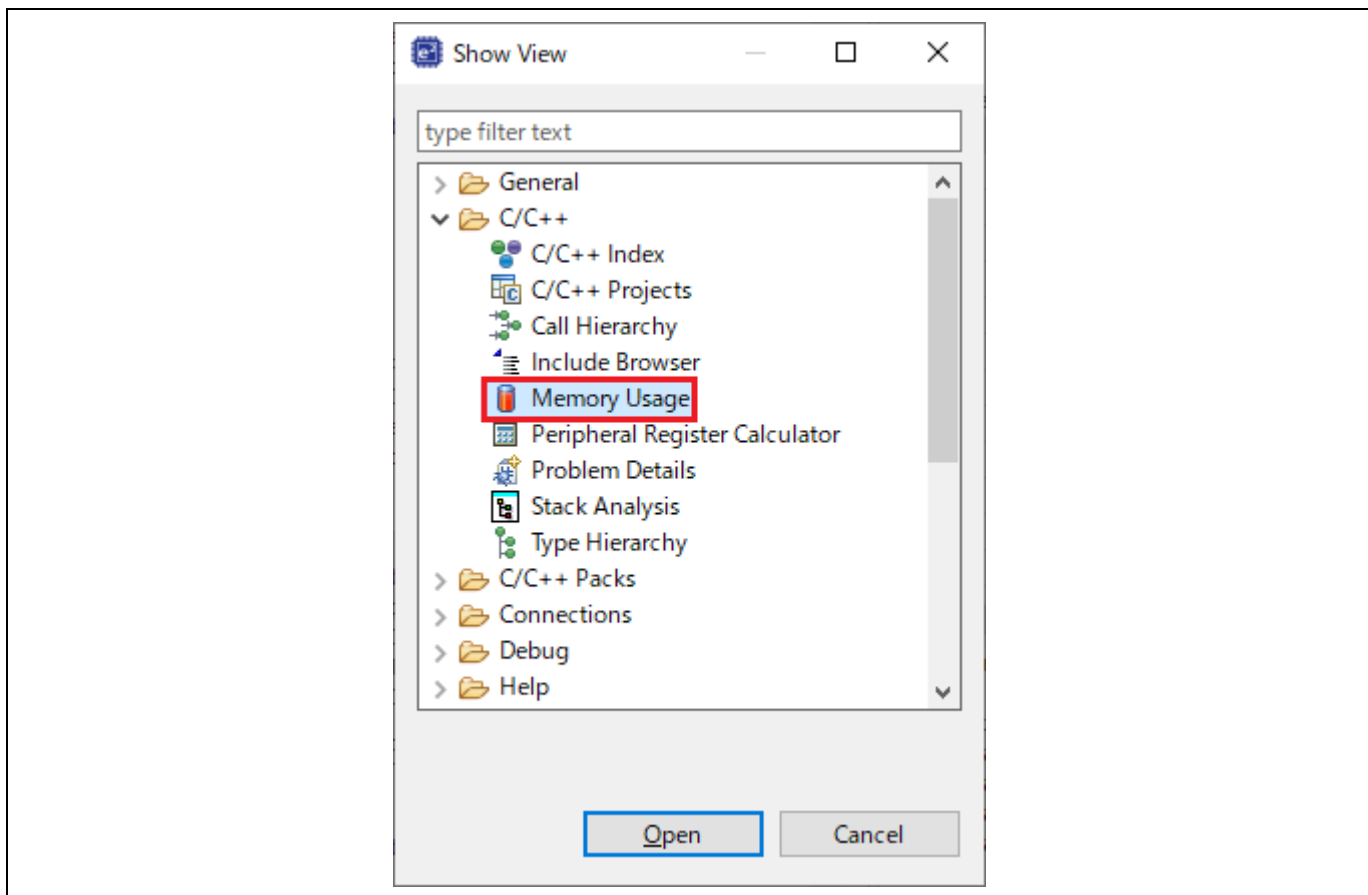 Show View
type filter text
General
C/C++
C/C++ Index
C/C++ Projects
Call Hierarchy
Include Browser
Memory Usage
Peripheral Register Calculator
Problem Details
Stack Analysis
Type Hierarchy
C/C++ Packs
Connections
Debug
Help
Open Cancel